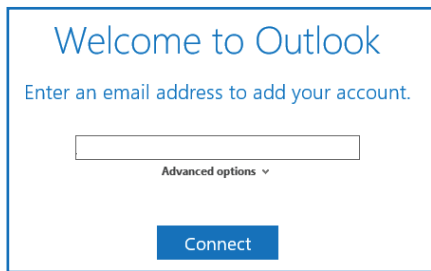 Welcome to Outlook
Enter an email address to add your account.
Advanced options
Connect